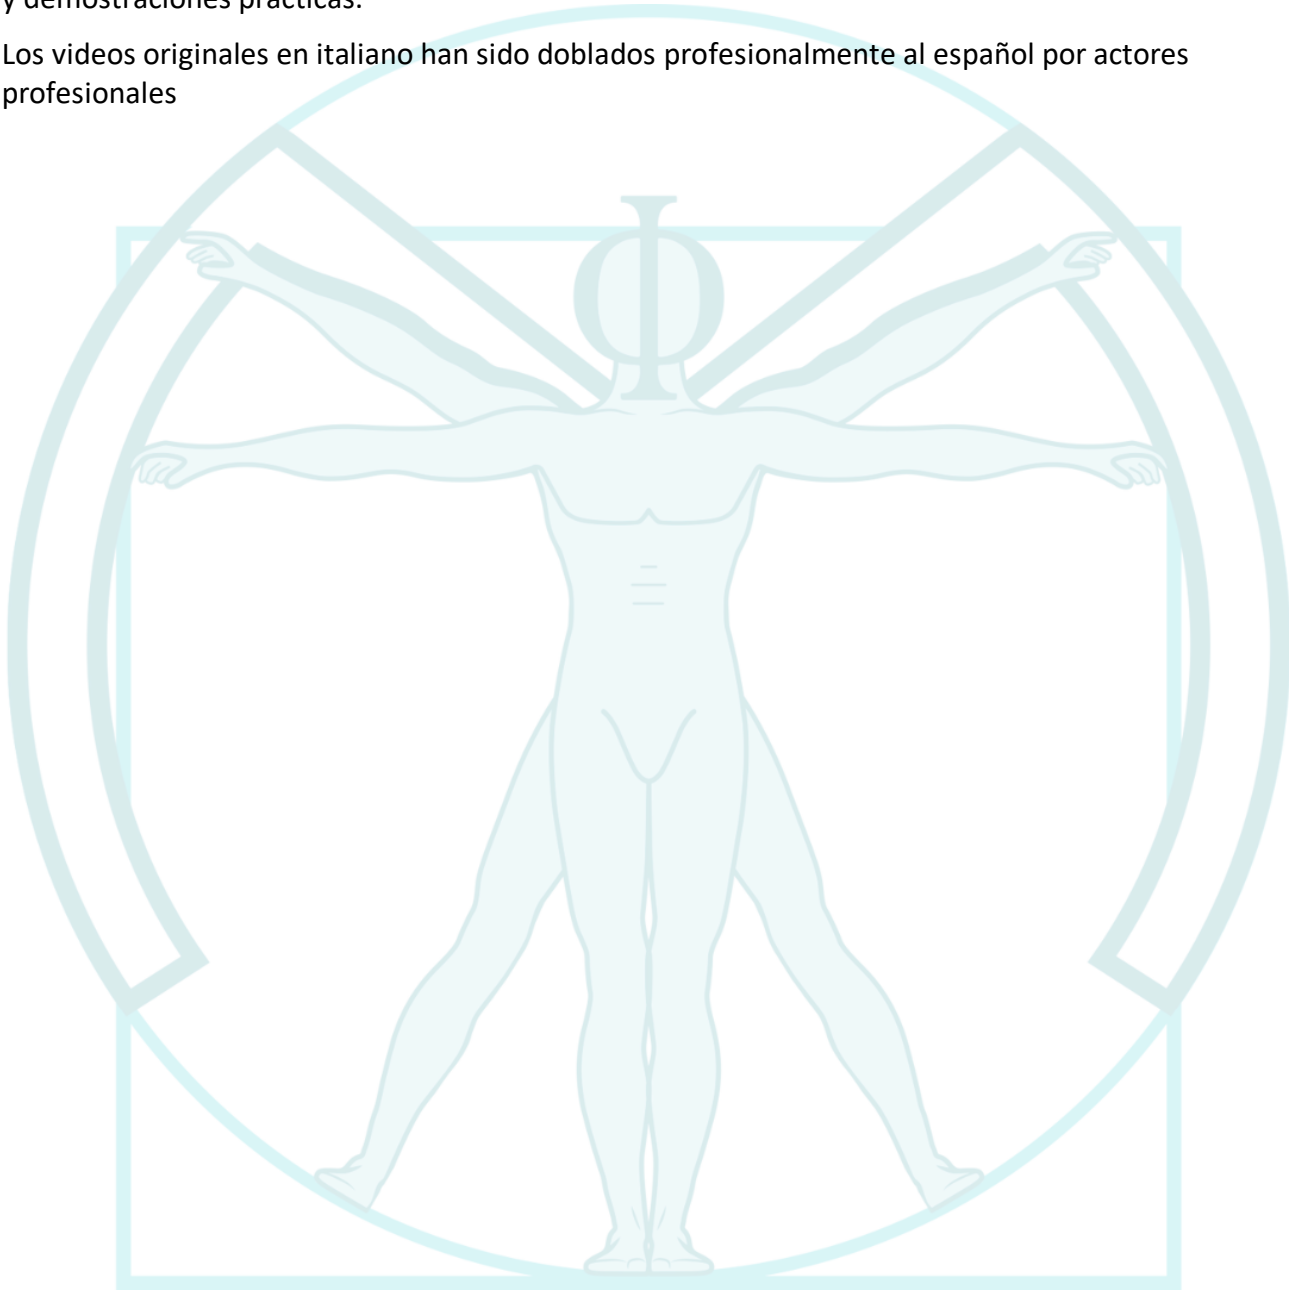 y demostraciones prácticas.
Los videos originales en italiano han sido doblados profesionalmente al español por actores
profesionales
Φ